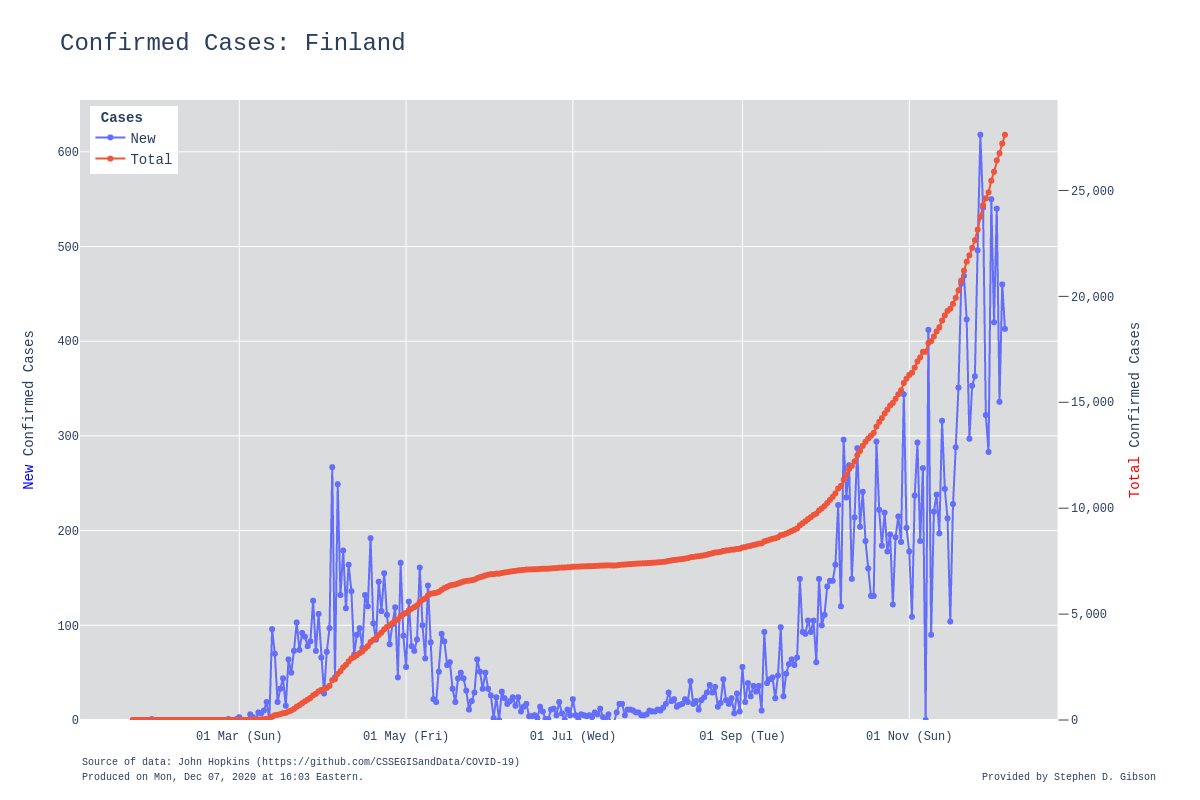 Confirmed Cases: Finland
Cases
New
Total
600
500
400
300
200
100
0
New Confirmed Cases
25,000
20,000
15,000
10,000
5,000
0
Total Confirmed Cases
01 Mar (Sun) 01 May (Fri) 01 Jul (Wed) 01 Sep (Tue) 01 Nov (Sun)
Source of data: John Hopkins (https://github.com/CSSEGISandData/COVID-19)
Produced on Mon, Dec 07, 2020 at 16:03 Eastern.
Provided by Stephen D. Gibson